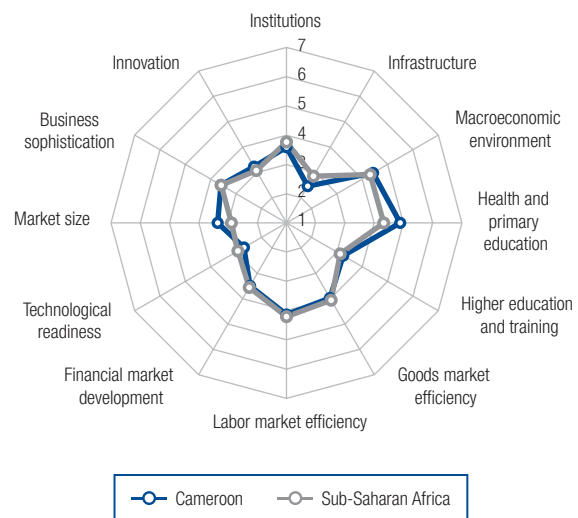 Institutions
7
6
5
4
3
2
1
Infrastructure
Macroeconomic
environment
Health and
primary
education
Higher education
and training
Goods market
efficiency
Labor market efficiency
Financial market
development
Technological
readiness
Market size
Business
sophistication
Innovation
Cameroon
Sub-Saharan Africa